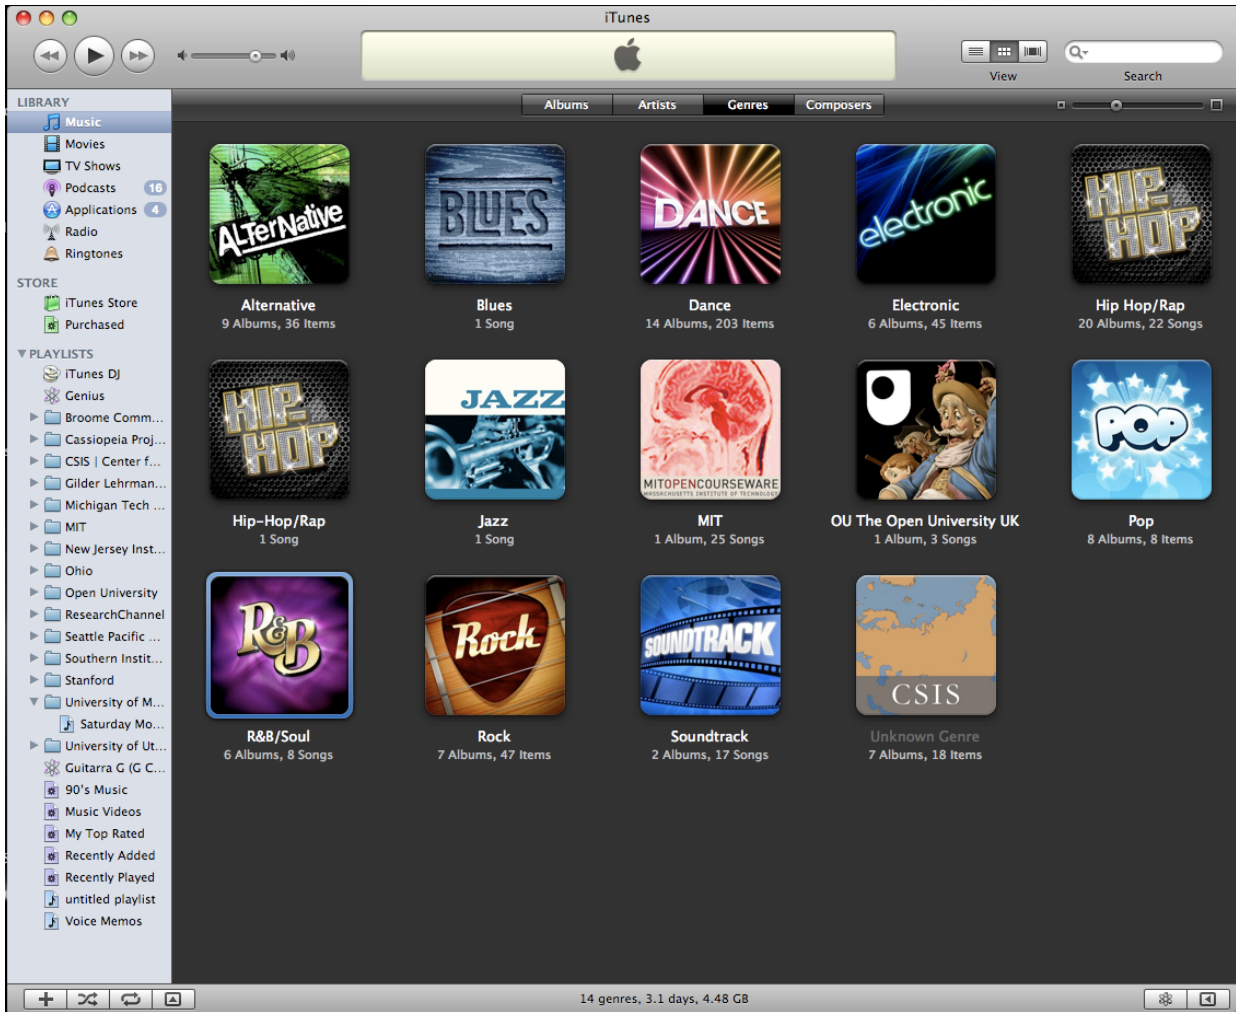 iTunes
View
Search
LIBRARY
Music
Movies
TV Shows
Podcasts 16
Applications 4
Radio
Ringtones
STORE
iTunes Store
Purchased
PLAYLISTS
iTunes DJ
Genius
Broome Comm...
Cassiopeia Proj...
CSIS | Center f...
Gilder Lehrman...
Michigan Tech ...
MIT
New Jersey Inst...
Ohio
Open University
ResearchChannel
Seattle Pacific ...
Southern Instit...
Stanford
University of M...
Saturday Mo...
University of Ut...
Guitarra G (G C...
90's Music
Music Videos
My Top Rated
Recently Added
Recently Played
untitled playlist
Voice Memos
Albums Artists Genres Composers
ALTerNative
Alternative
9 Albums, 36 Items
BLUES
Blues
1 Song
DANCE
Dance
14 Albums, 203 Items
electronic
Electronic
6 Albums, 45 Items
HIP-
HOP
Hip Hop/Rap
20 Albums, 22 Songs
HIP-
HOP
Hip-Hop/Rap
1 Song
JAZZ
Jazz
1 Song
MITOPENCOURSEWARE
MASSACHUSETTS INSTITUTE OF TECHNOLOGY
MIT
1 Album, 25 Songs
OU The Open University UK
1 Album, 3 Songs
POP
Pop
8 Albums, 8 Items
R&B
R&B/Soul
6 Albums, 8 Songs
Rock
Rock
7 Albums, 47 Items
SOUNDTRACK
Soundtrack
2 Albums, 17 Songs
CSIS
Unknown Genre
7 Albums, 18 Items
14 genres, 3.1 days, 4.48 GB